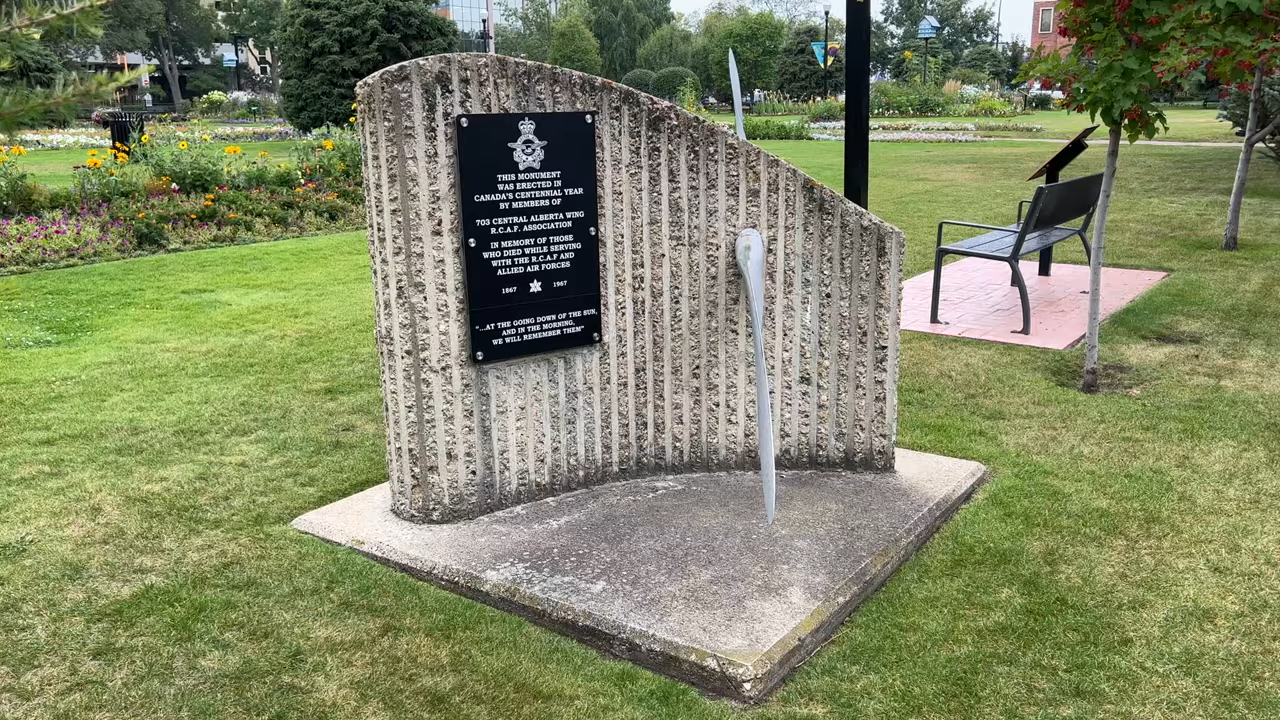 THIS MONUMENT
WAS ERECTED IN
CANADA'S CENTENNIAL YEAR
BY MEMBERS OF
703 CENTRAL ALBERTA WING
R.C.A.F. ASSOCIATION
IN MEMORY OF THOSE
WHO DIED WHILE SERVING
WITH THE R.C.A.F AND
ALLIED AIR FORCES
1867 1967
"...AT THE GOING DOWN OF THE SUN,
AND IN THE MORNING,
WE WILL REMEMBER THEM"